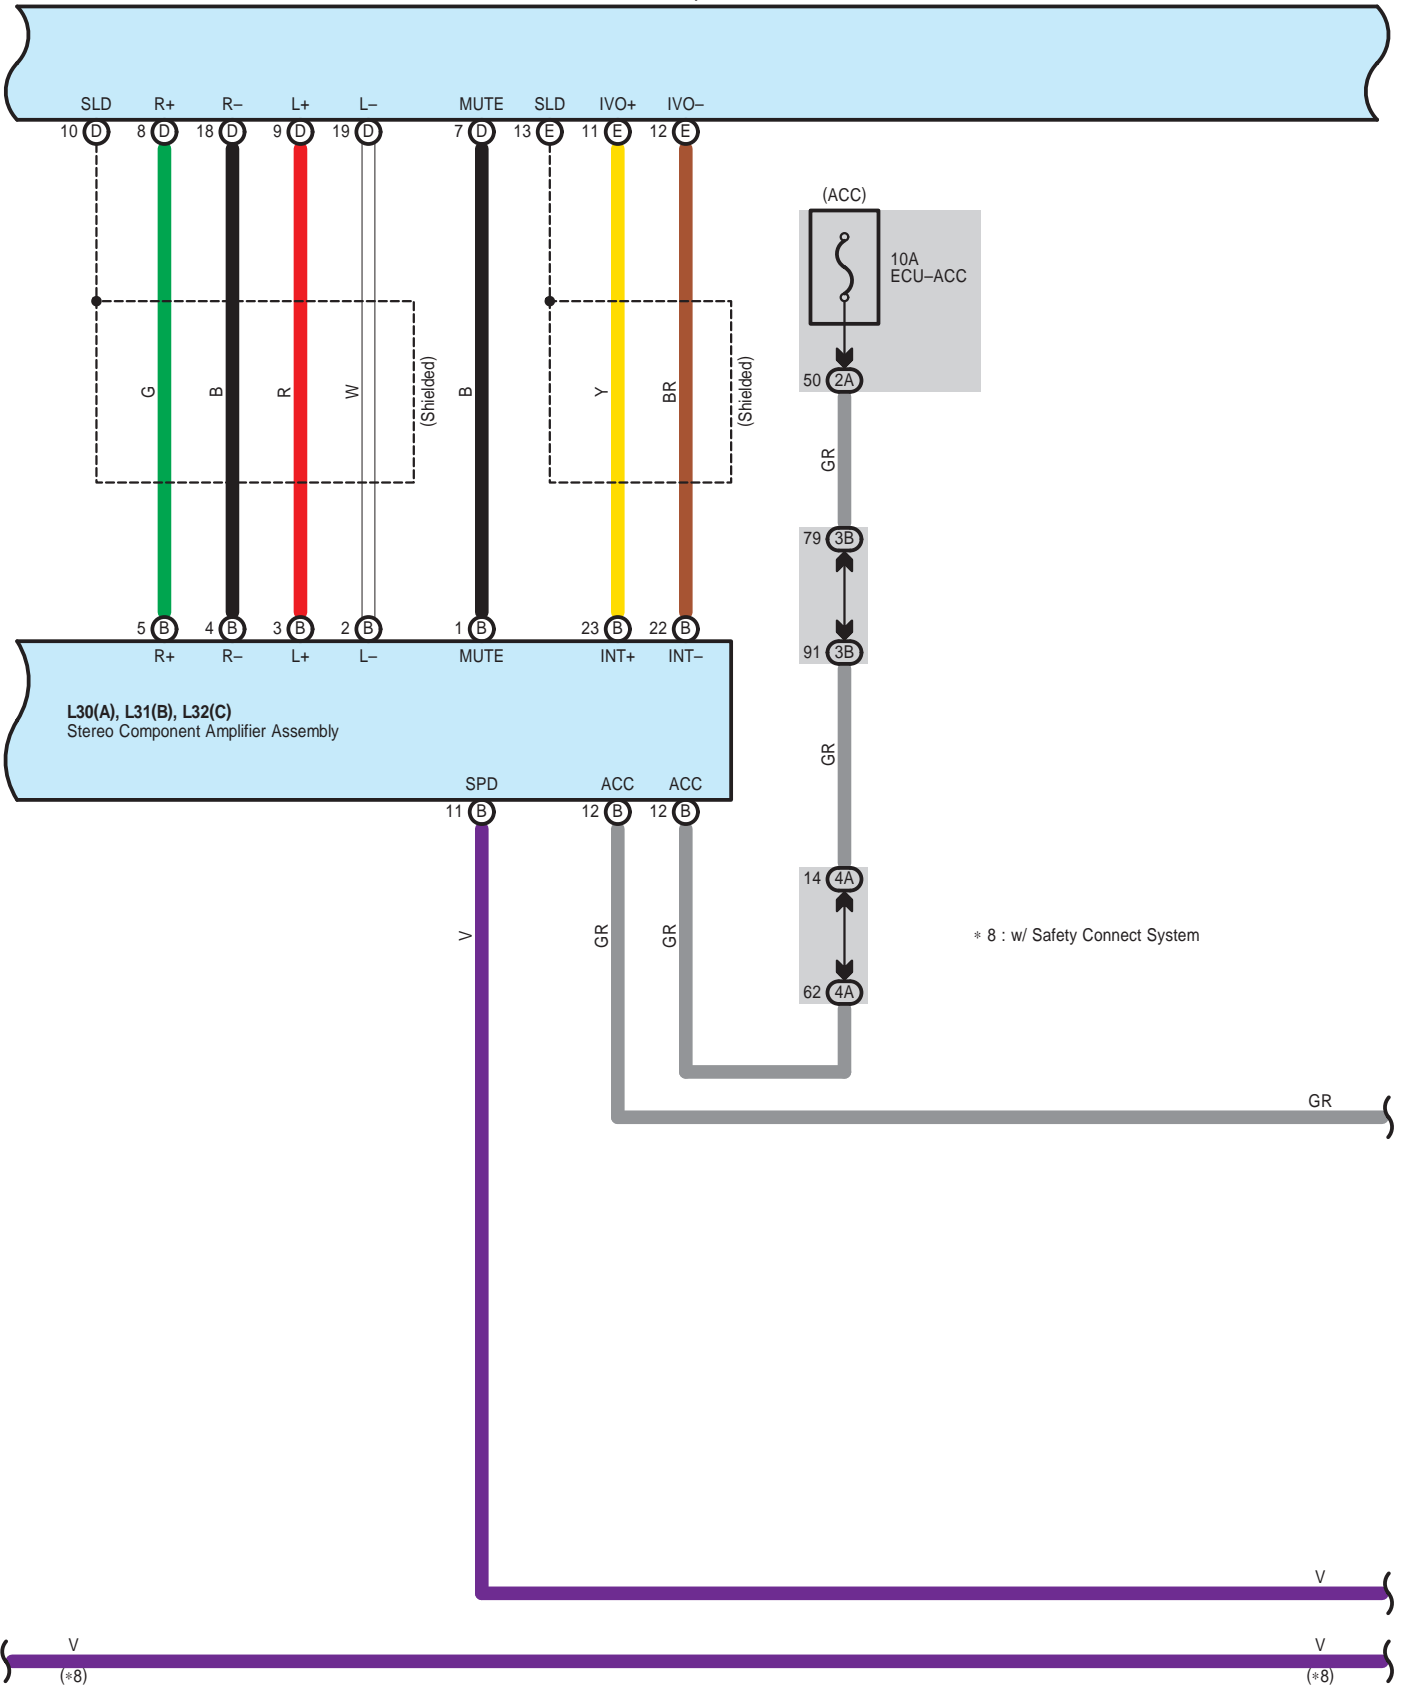 SLD R+ R– L+ L– MUTE SLD IVO+ IVO–
10 D 8 D 18 D 9 D 19 D 7 D 13 E 11 E 12 E
(ACC)
10A
ECU–ACC
50 2A
G B R W (Shielded) B Y BR (Shielded)
GR
79 3B
5 B 4 B 3 B 2 B 1 B 23 B 22 B
91 3B
R+ R– L+ L– MUTE INT+ INT–
L30(A), L31(B), L32(C)
Stereo Component Amplifier Assembly
GR
SPD ACC ACC
11 B 12 B 12 B
14 4A
V GR GR
∗ 8 : w/ Safety Connect System
62 4A
GR
V
V V
(∗8) (∗8)